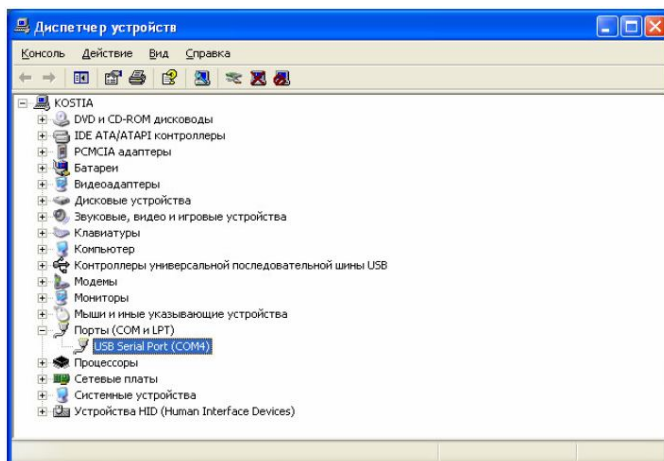 Диспетчер устройств
Консоль Действие Вид Справка
KOSTIA
DVD и CD-ROM дисководы
IDE ATA/ATAPI контроллеры
PCMCIA адаптеры
Батареи
Видеоадаптеры
Дисковые устройства
Звуковые, видео и игровые устройства
Клавиатуры
Компьютер
Контроллеры универсальной последовательной шины USB
Модемы
Мониторы
Мыши и иные указывающие устройства
Порты (COM и LPT)
USB Serial Port (COM4)
Процессоры
Сетевые платы
Системные устройства
Устройства HID (Human Interface Devices)